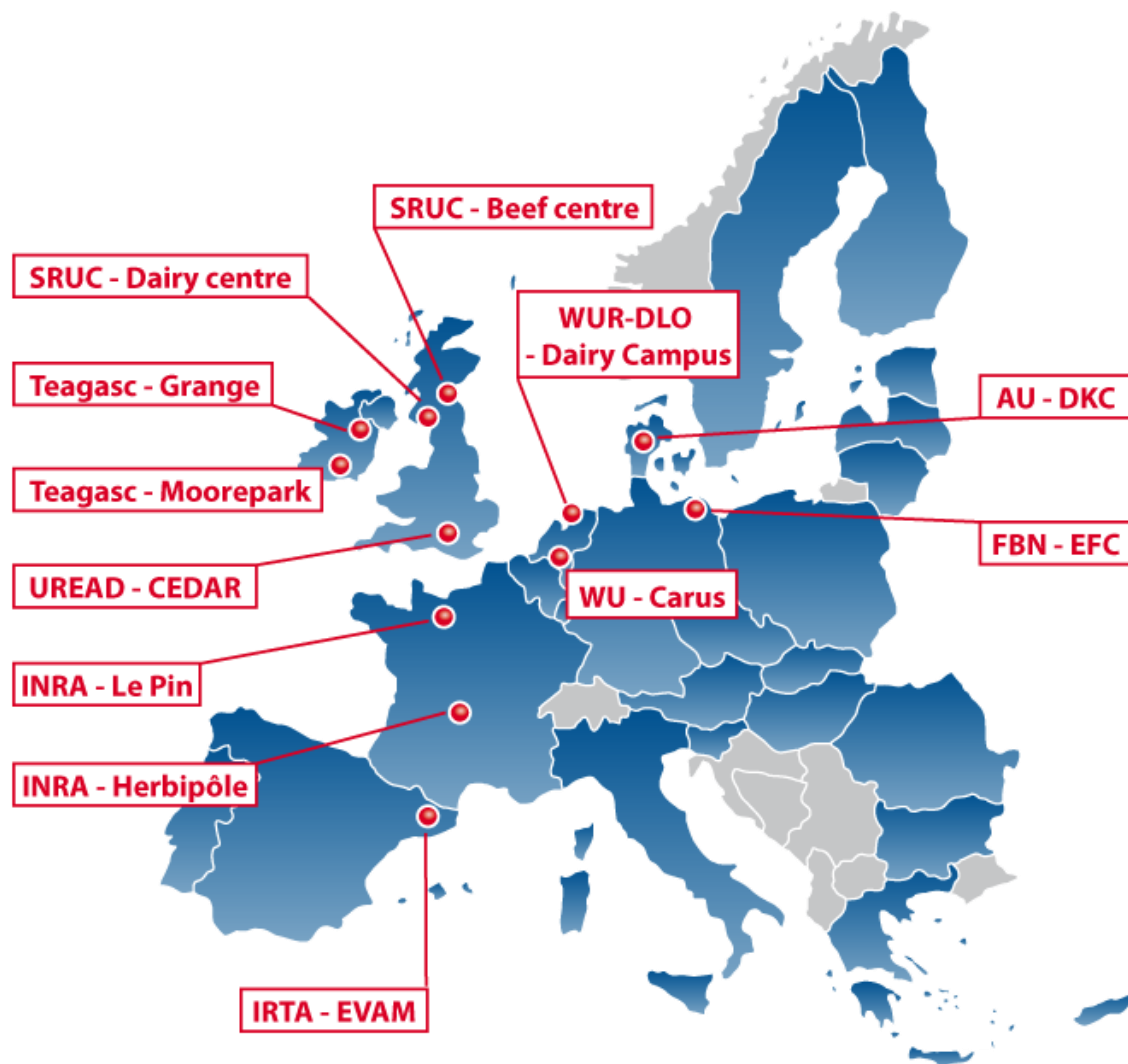 SRUC - Beef centre
SRUC - Dairy centre
WUR-DLO
- Dairy Campus
Teagasc - Grange
AU - DKC
Teagasc - Moorepark
FBN - EFC
UREAD - CEDAR
WU - Carus
INRA - Le Pin
INRA - Herbipôle
IRTA - EVAM